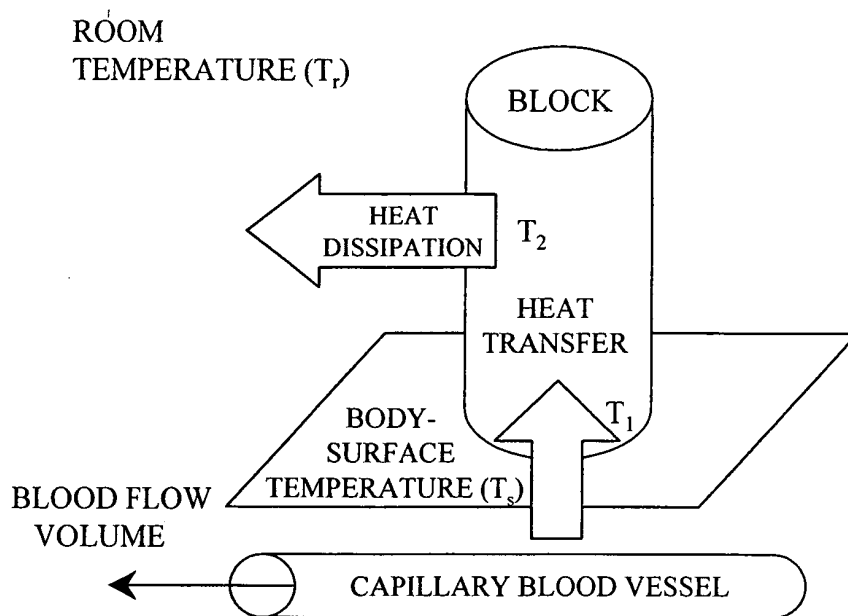 ROOM
TEMPERATURE (Tr)
BLOCK
HEAT
DISSIPATION
T2
HEAT
TRANSFER
T1
BODY-
SURFACE
TEMPERATURE (Ts)
BLOOD FLOW
VOLUME
CAPILLARY BLOOD VESSEL